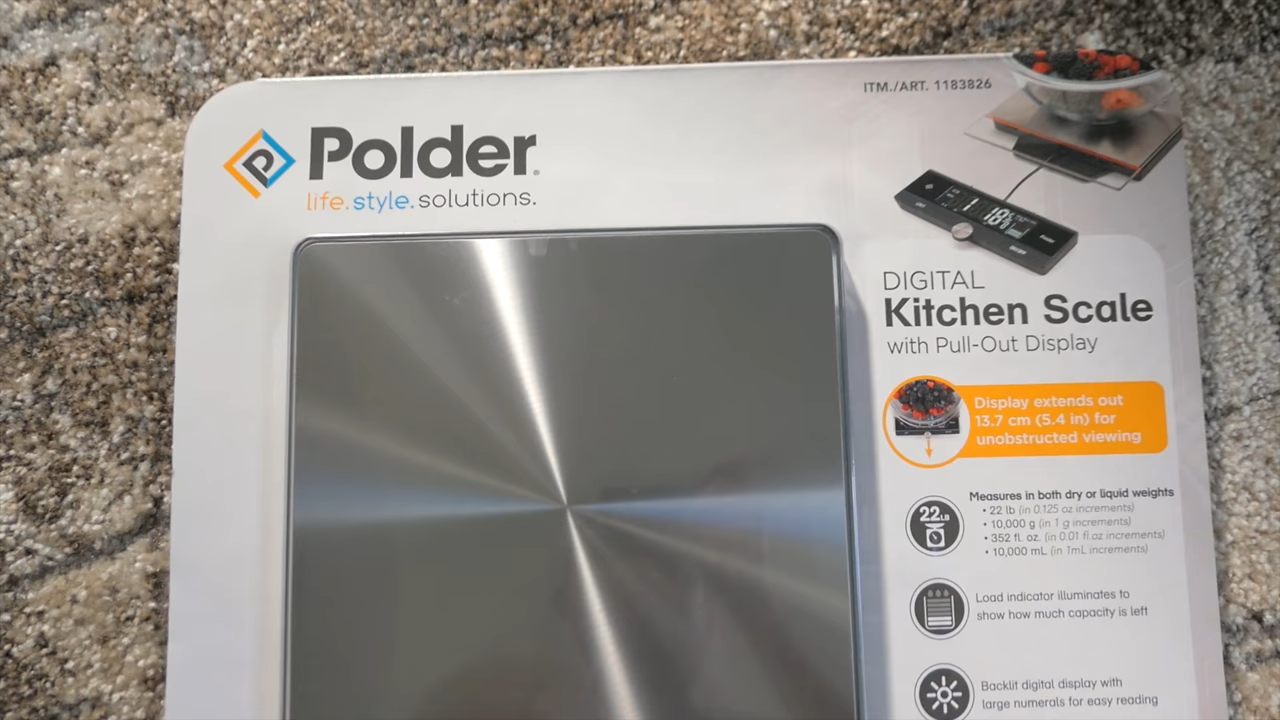 ITM./ART. 1183826
Polder®
life.style.solutions.
DIGITAL
Kitchen Scale
with Pull-Out Display
Display extends out
13.7 cm (5.4 in) for
unobstructed viewing
22LB
Measures in both dry or liquid weights
• 22 lb (in 0.125 oz increments)
• 10,000 g (in 1 g increments)
• 352 fl. oz. (in 0.01 fl oz increments)
• 10,000 mL (in 1mL increments)
Load indicator illuminates to
show how much capacity is left
Backlit digital display with
large numerals for easy reading